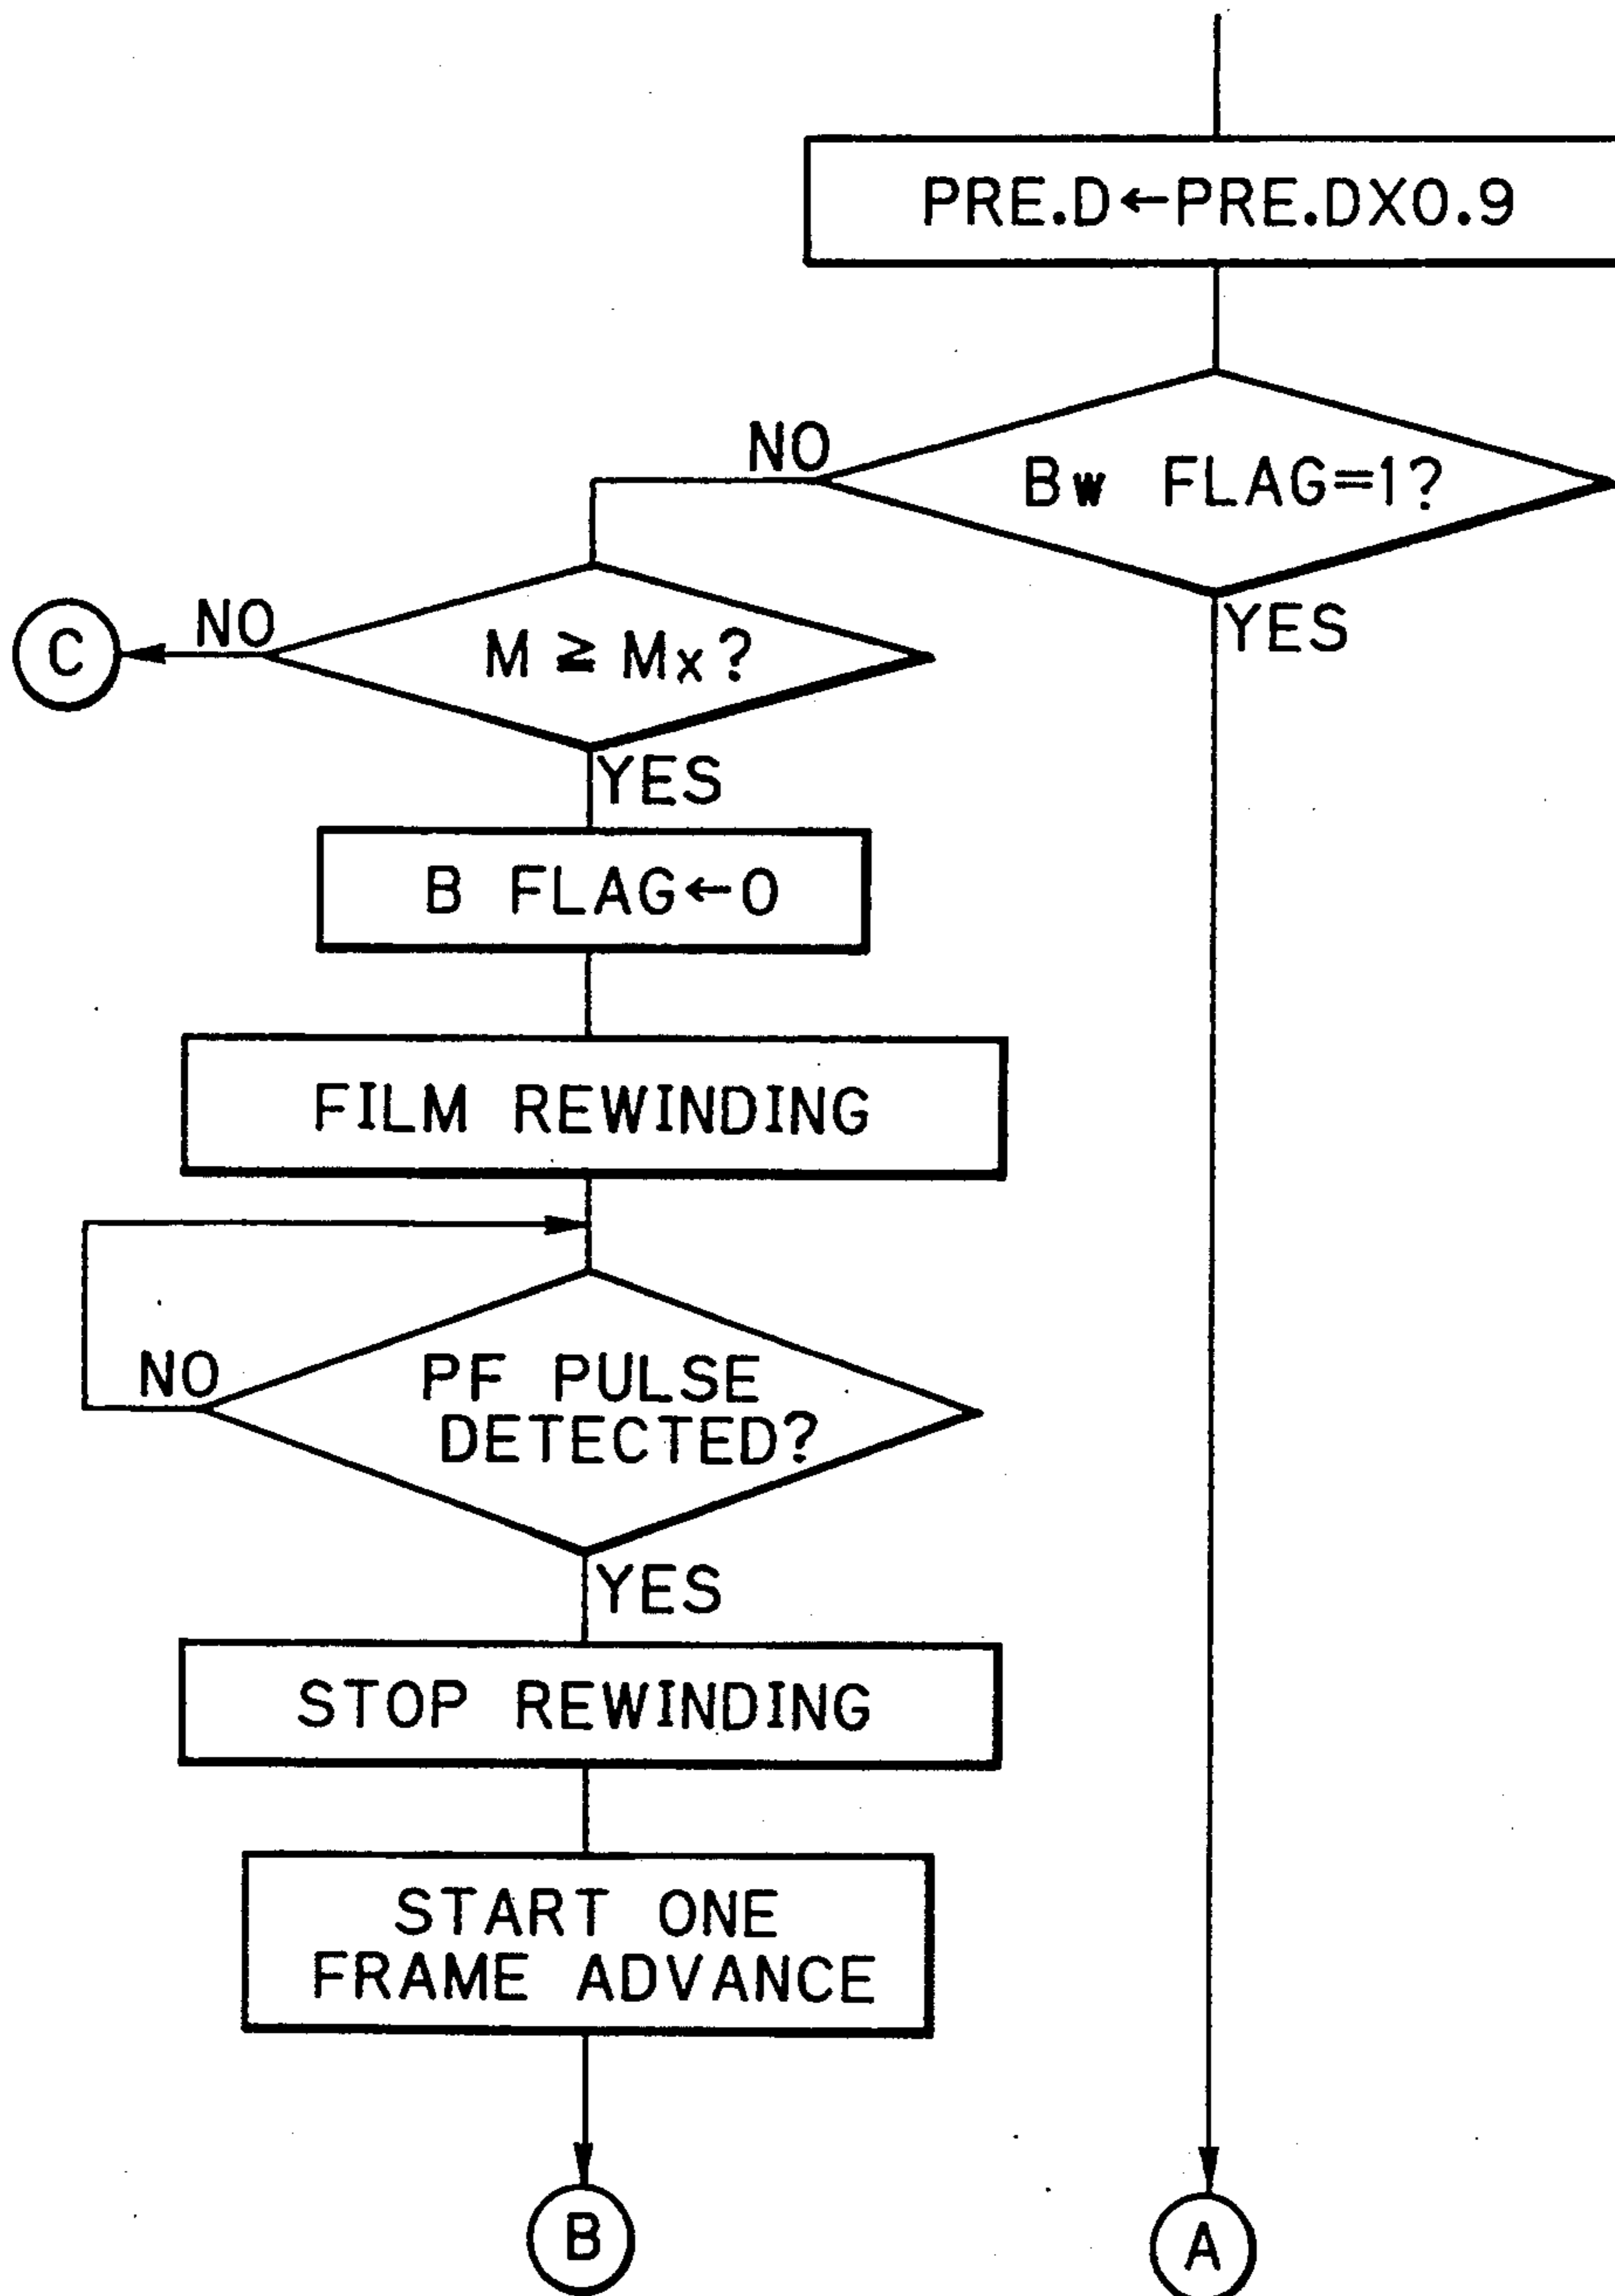 PRE.D←PRE.DX0.9
NO
Bw FLAG=1?
YES
C
NO
M ≧ Mx?
YES
B FLAG←0
FILM REWINDING
NO
PF PULSE
DETECTED?
YES
STOP REWINDING
START ONE
FRAME ADVANCE
B
A